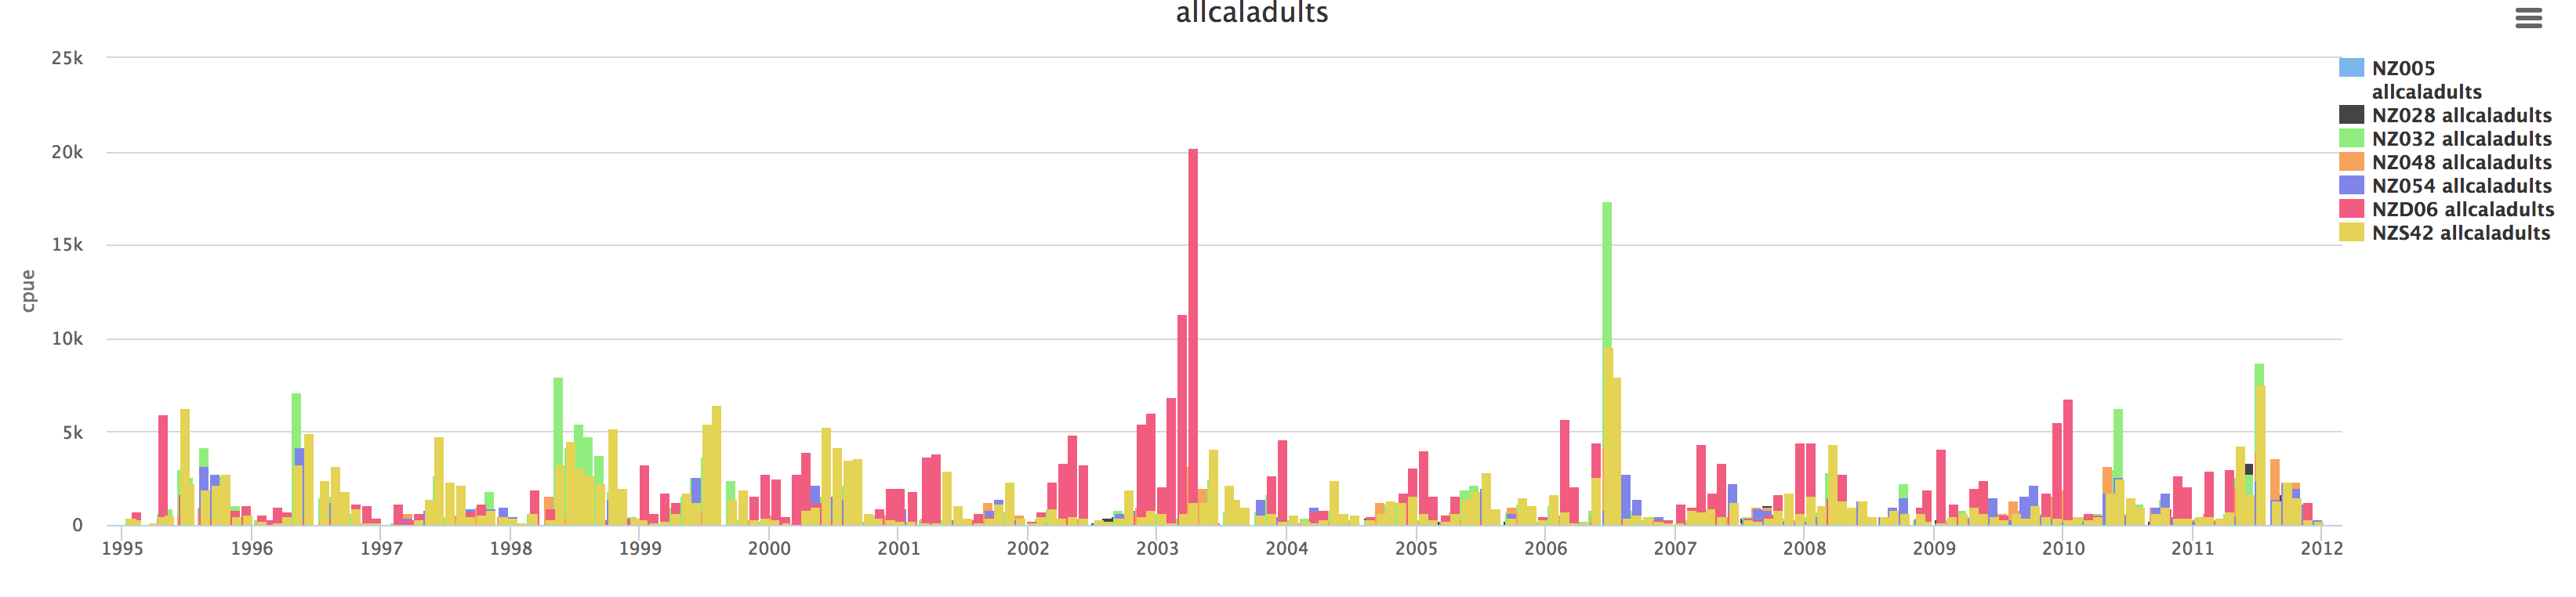 allcaladults
25k
20k
15k
10k
5k
0
cpue
1995 1996 1997 1998 1999 2000 2001 2002 2003 2004 2005 2006 2007 2008 2009 2010 2011 2012
NZ005
allcaladults
NZ028 allcaladults
NZ032 allcaladults
NZ048 allcaladults
NZ054 allcaladults
NZD06 allcaladults
NZS42 allcaladults